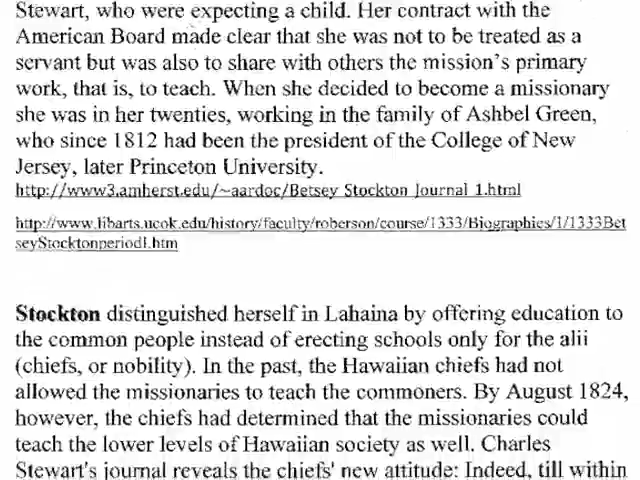 Stewart, who were expecting a child. Her contract with the
American Board made clear that she was not to be treated as a
servant but was also to share with others the mission's primary
work, that is, to teach. When she decided to become a missionary
she was in her twenties, working in the family of Ashbel Green,
who since 1812 had been the president of the College of New
Jersey, later Princeton University.
http://www3.amherst.edu/~aardoc/Betsey_Stockton_Journal_1.html
http://www.libarts.ucok.edu/history/faculty/roberson/course/1333/Biographies/1/1333Bet
seyStocktonperiodI.htm
Stockton distinguished herself in Lahaina by offering education to
the common people instead of erecting schools only for the alii
(chiefs, or nobility). In the past, the Hawaiian chiefs had not
allowed the missionaries to teach the commoners. By August 1824,
however, the chiefs had determined that the missionaries could
teach the lower levels of Hawaiian society as well. Charles
Stewart's journal reveals the chiefs' new attitude: Indeed, till within